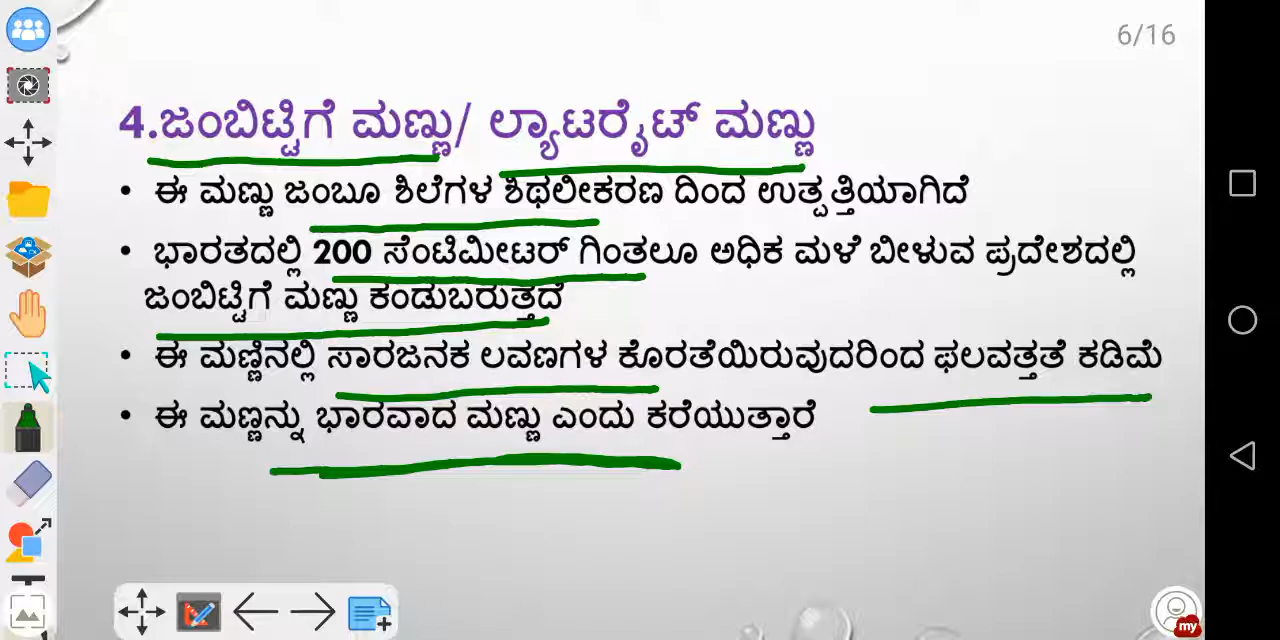 6/16
4.ಜಂಬಿಟ್ಟಿಗೆ ಮಣ್ಣು/ ಲ್ಯಾಟರೈಟ್ ಮಣ್ಣು
• ಈ ಮಣ್ಣು ಜಂಬೂ ಶಿಲೆಗಳ ಶಿಥಲೀಕರಣ ದಿಂದ ಉತ್ಪತ್ತಿಯಾಗಿದೆ
• ಭಾರತದಲ್ಲಿ 200 ಸೆಂಟಿಮೀಟರ್ ಗಿಂತಲೂ ಅಧಿಕ ಮಳೆ ಬೀಳುವ ಪ್ರದೇಶದಲ್ಲಿ
ಜಂಬಿಟ್ಟಿಗೆ ಮಣ್ಣು ಕಂಡುಬರುತ್ತದೆ
• ಈ ಮಣ್ಣಿನಲ್ಲಿ ಸಾರಜನಕ ಲವಣಗಳ ಕೊರತೆಯಿರುವುದರಿಂದ ಫಲವತ್ತತೆ ಕಡಿಮೆ
• ಈ ಮಣ್ಣನ್ನು ಭಾರವಾದ ಮಣ್ಣು ಎಂದು ಕರೆಯುತ್ತಾರೆ
my